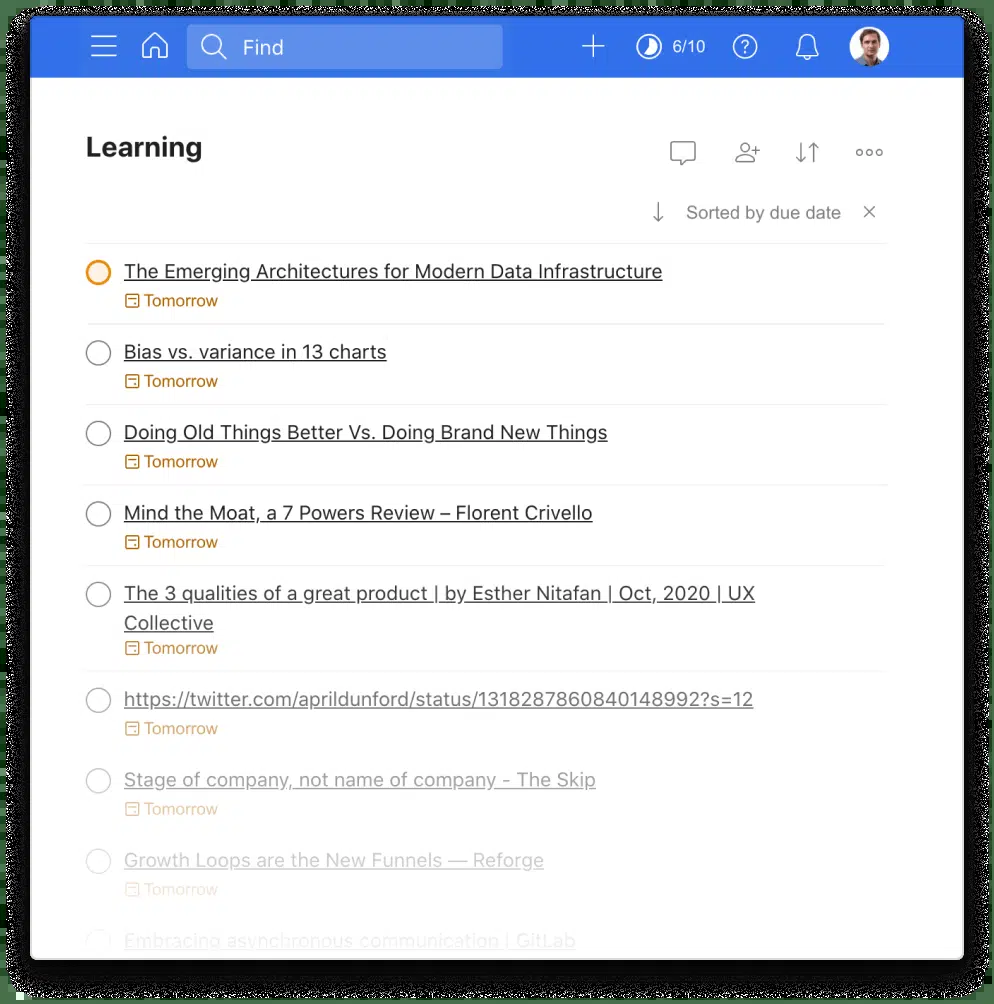 Find
6/10
Learning
Sorted by due date
The Emerging Architectures for Modern Data Infrastructure
Tomorrow
Bias vs. variance in 13 charts
Tomorrow
Doing Old Things Better Vs. Doing Brand New Things
Tomorrow
Mind the Moat, a 7 Powers Review – Florent Crivello
Tomorrow
The 3 qualities of a great product | by Esther Nitafan | Oct, 2020 | UX
Collective
Tomorrow
https://twitter.com/aprildunford/status/1318287860840148992?s=12
Tomorrow
Stage of company, not name of company - The Skip
Tomorrow
Growth Loops are the New Funnels — Reforge
Tomorrow
Embracing asynchronous communication | GitLab